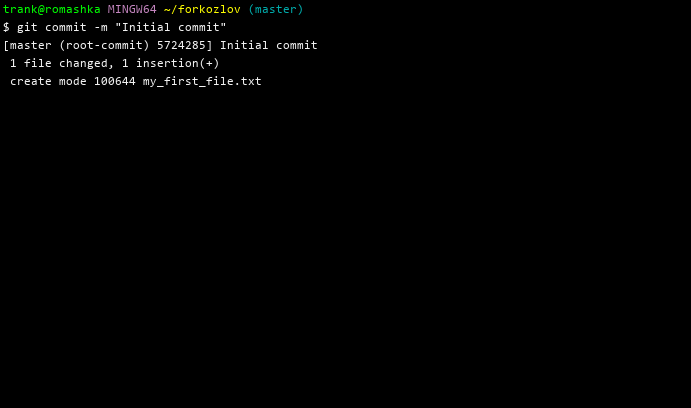 trank@romashka MINGW64 ~/forkozlov (master)
$ git commit -m "Initial commit"
[master (root-commit) 5724285] Initial commit
 1 file changed, 1 insertion(+)
 create mode 100644 my_first_file.txt